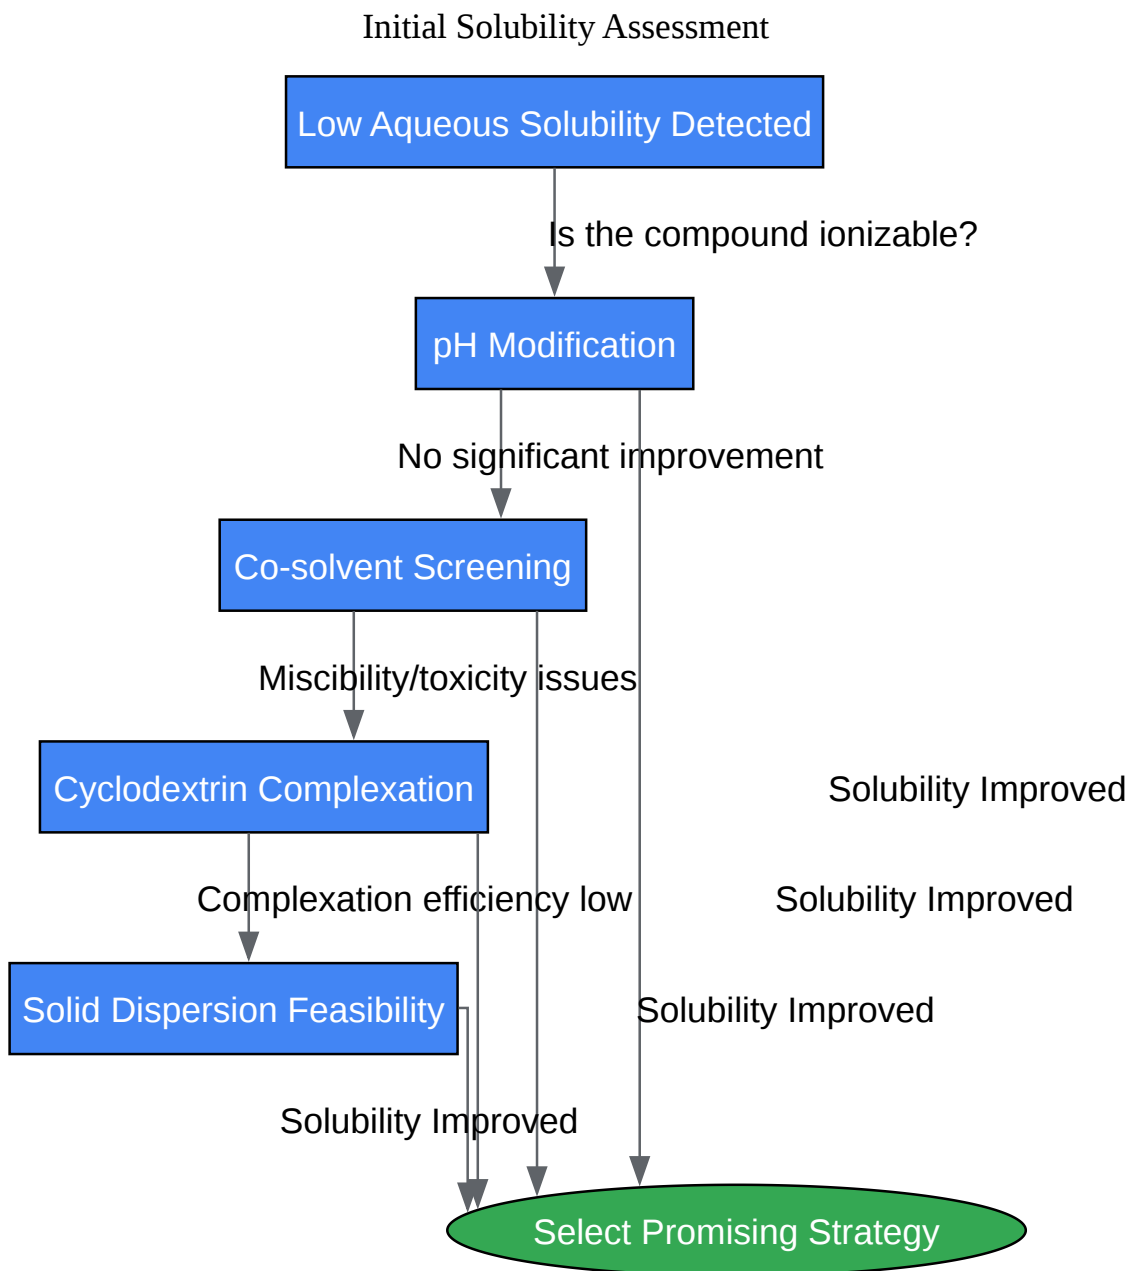 Initial Solubility Assessment
Low Aqueous Solubility Detected
Is the compound ionizable?
pH Modification
No significant improvement
Co-solvent Screening
Miscibility/toxicity issues
Cyclodextrin Complexation
Solubility Improved
Complexation efficiency low
Solubility Improved
Solid Dispersion Feasibility
Solubility Improved
Solubility Improved
Select Promising Strategy